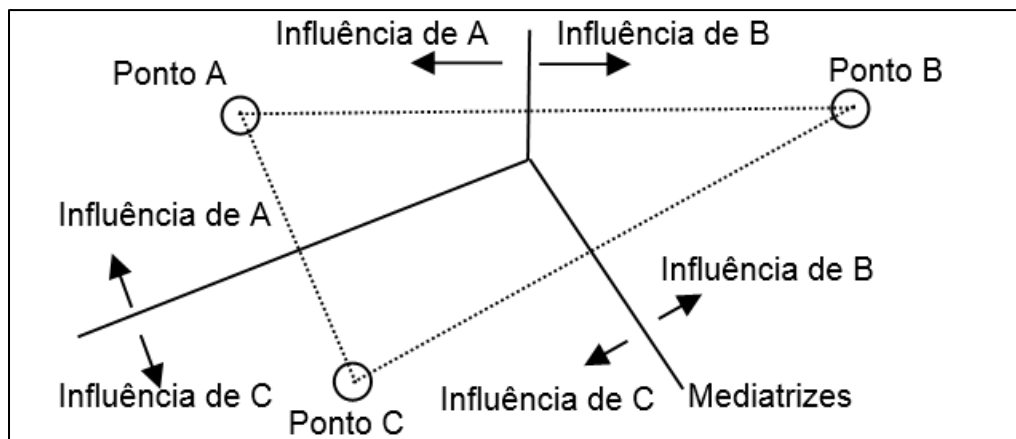 Influência de A
Influência de B
Ponto A
Ponto B
Influência de A
Influência de B
Influência de C
Influência de C
Mediatrizes
Ponto C